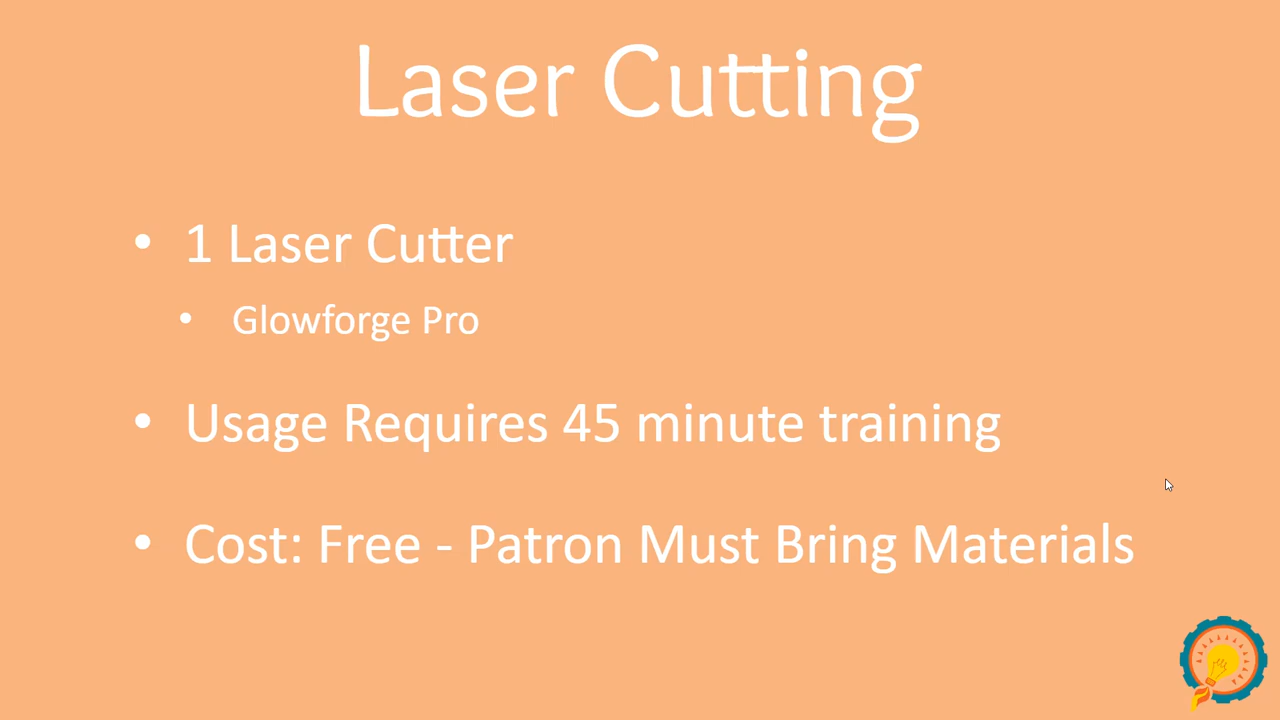 Laser Cutting
• 1 Laser Cutter
• Glowforge Pro
• Usage Requires 45 minute training
• Cost: Free - Patron Must Bring Materials